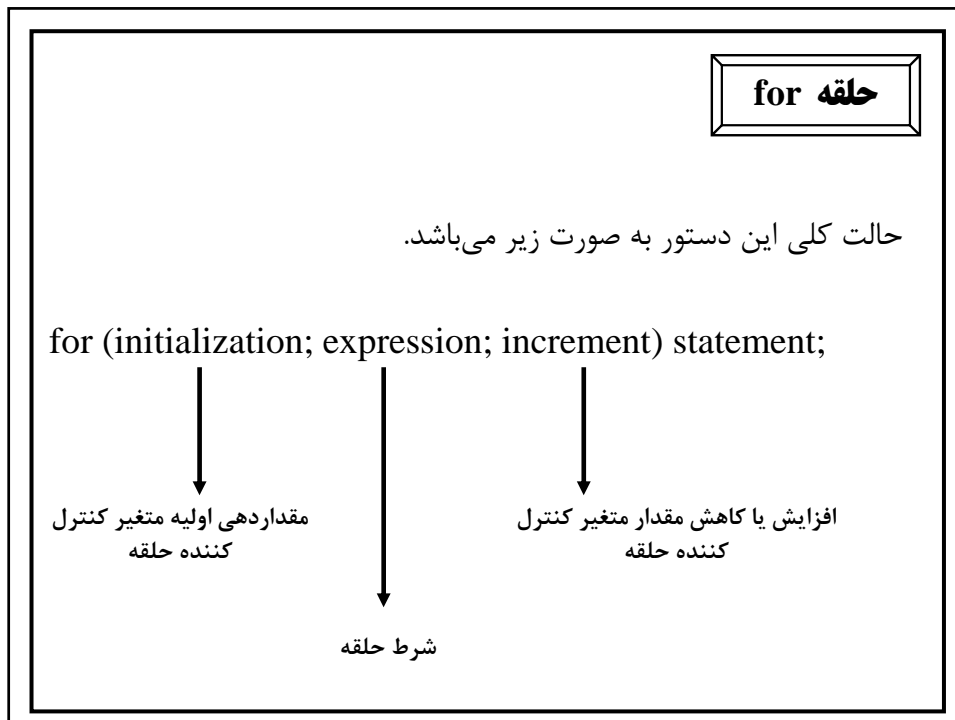 حلقه for
حالت کلی این دستور به صورت زیر می‌باشد.
for (initialization; expression; increment) statement;
مقداردهی اولیه متغیر کنترل
کننده حلقه
افزایش یا کاهش مقدار متغیر کنترل
کننده حلقه
شرط حلقه